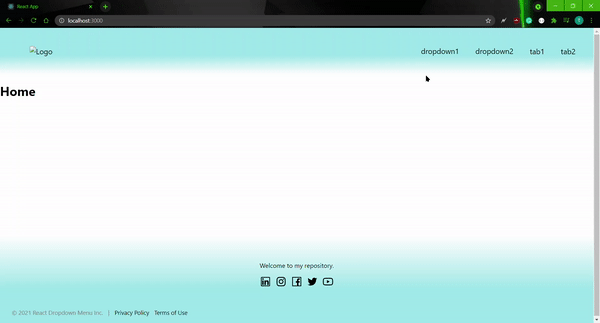 React App
localhost:3000
Logo dropdown1 dropdown2 tab1 tab2
Home
Welcome to my repository.
© 2021 React Dropdown Menu Inc. | Privacy Policy Terms of Use